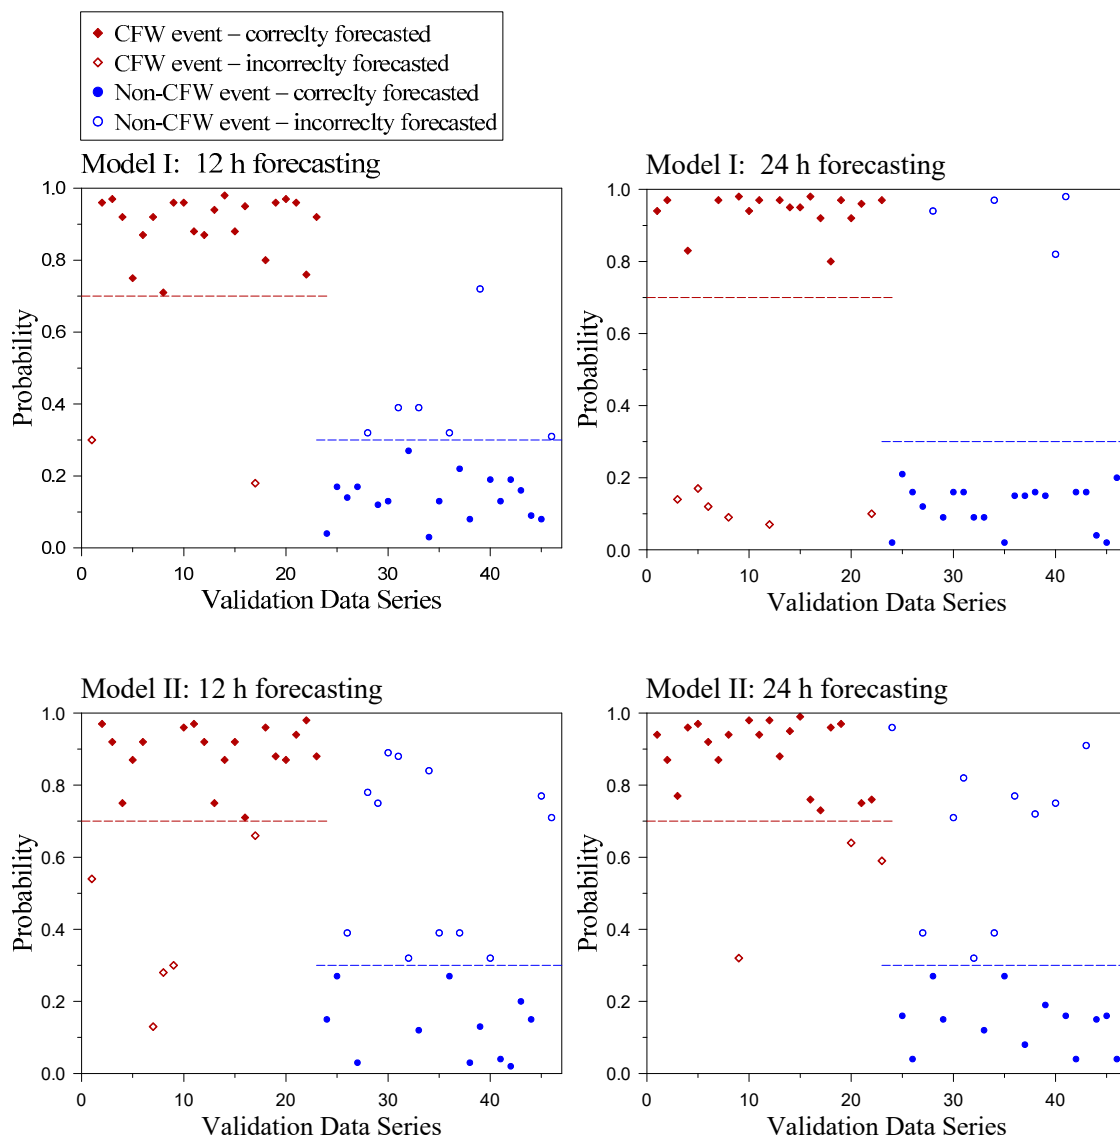 CFW event – correclty forecasted
CFW event – incorreclty forecasted
Non-CFW event – correclty forecasted
Non-CFW event – incorreclty forecasted
Model I: 12 h forecasting
1.0
0.8
0.6
0.4
0.2
0.0
Probability
0 10 20 30 40
Validation Data Series
Model I: 24 h forecasting
1.0
0.8
0.6
0.4
0.2
0.0
Probability
0 10 20 30 40
Validation Data Series
Model II: 12 h forecasting
1.0
0.8
0.6
0.4
0.2
0.0
Probability
0 10 20 30 40
Validation Data Series
Model II: 24 h forecasting
1.0
0.8
0.6
0.4
0.2
0.0
Probability
0 10 20 30 40
Validation Data Series